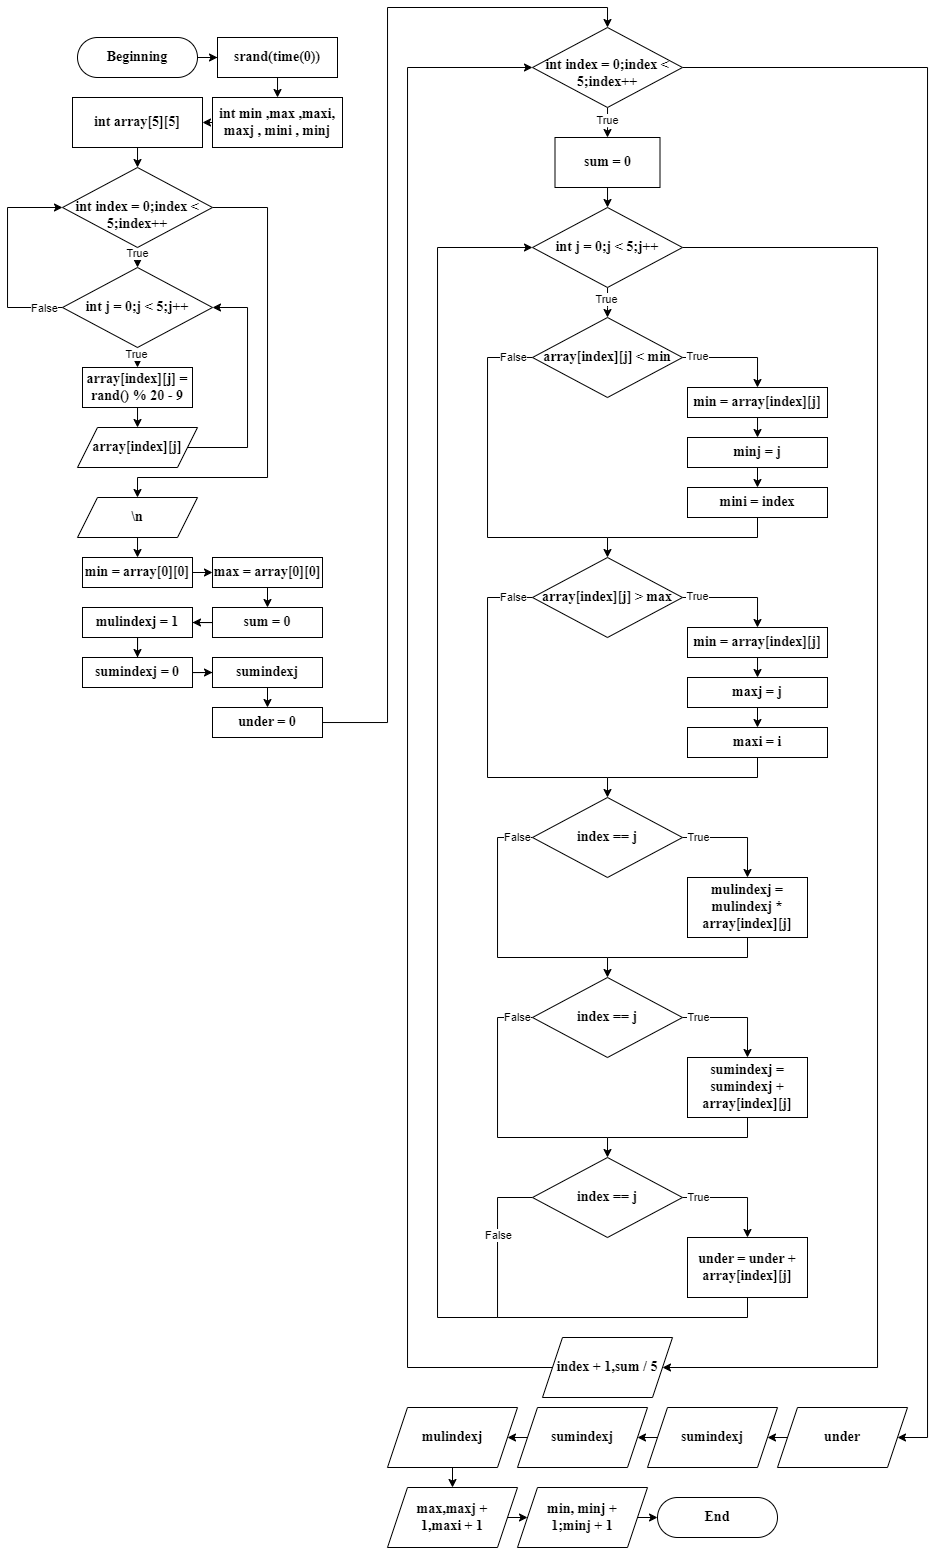 Beginning
srand(time(0))
int min ,max ,maxi,
maxj , mini , minj
int array[5][5]
int index = 0;index <
5;index++
True
int j = 0;j < 5;j++
False
True
array[index][j] =
rand() % 20 - 9
array[index][j]
\n
min = array[0][0]
max = array[0][0]
sum = 0
mulindexj = 1
sumindexj = 0
sumindexj
under = 0
int index = 0;index <
5;index++
True
sum = 0
int j = 0;j < 5;j++
True
array[index][j] < min
False
True
min = array[index][j]
minj = j
mini = index
array[index][j] > max
False
True
min = array[index][j]
maxj = j
maxi = i
index == j
False
True
mulindexj =
mulindexj *
array[index][j]
index == j
False
True
sumindexj =
sumindexj +
array[index][j]
index == j
False
True
under = under +
array[index][j]
index + 1,sum / 5
under
sumindexj
sumindexj
mulindexj
max,maxj +
1,maxi + 1
min, minj +
1;minj + 1
End